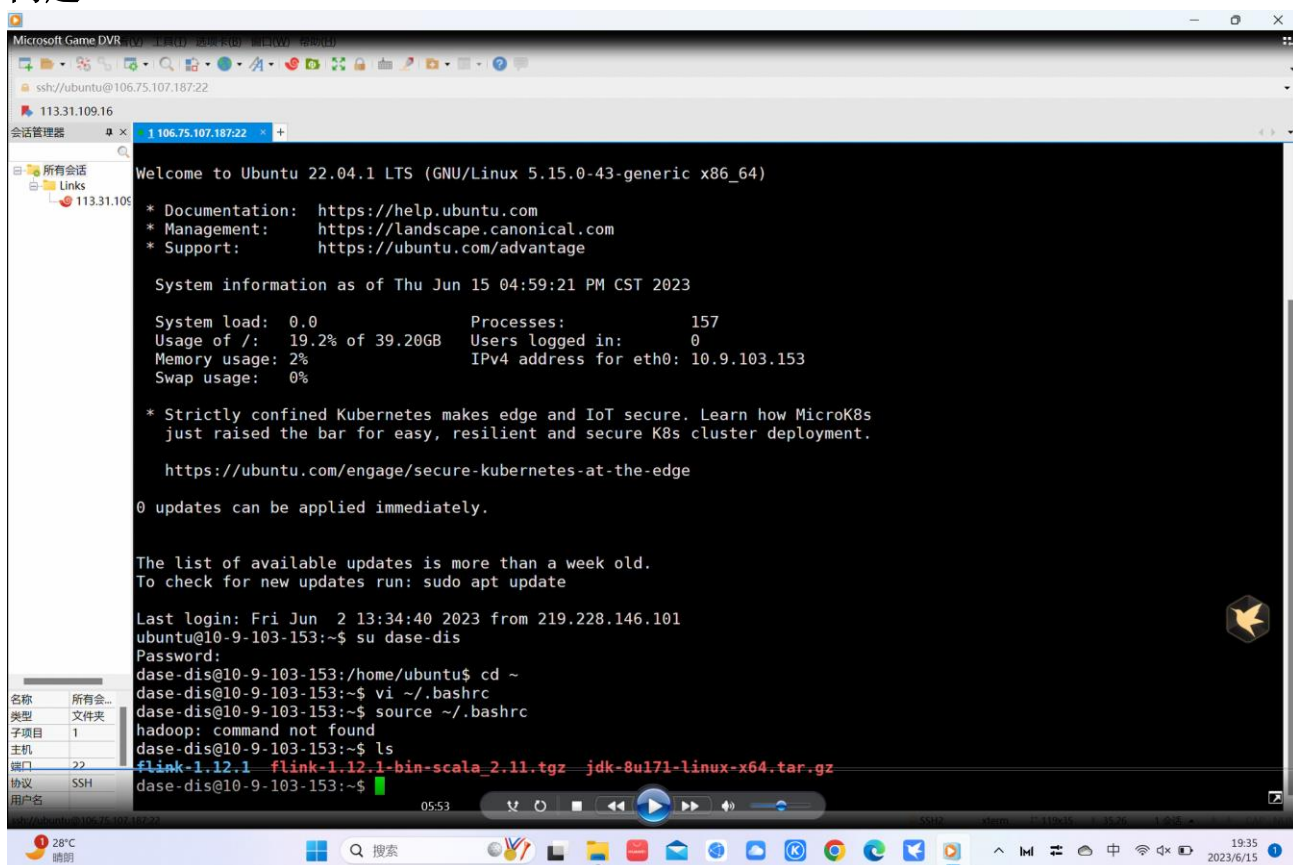 Microsoft Game DVR
ssh://ubuntu@106.75.107.187:22
113.31.109.16
会话管理器
1 106.75.107.187:22 × +
所有会话
Links
113.31.109
Welcome to Ubuntu 22.04.1 LTS (GNU/Linux 5.15.0-43-generic x86_64)
* Documentation: https://help.ubuntu.com
* Management: https://landscape.canonical.com
* Support: https://ubuntu.com/advantage
System information as of Thu Jun 15 04:59:21 PM CST 2023
System load: 0.0 Processes: 157
Usage of /: 19.2% of 39.20GB Users logged in: 0
Memory usage: 2% IPv4 address for eth0: 10.9.103.153
Swap usage: 0%
* Strictly confined Kubernetes makes edge and IoT secure. Learn how MicroK8s
just raised the bar for easy, resilient and secure K8s cluster deployment.
https://ubuntu.com/engage/secure-kubernetes-at-the-edge
0 updates can be applied immediately.
The list of available updates is more than a week old.
To check for new updates run: sudo apt update
Last login: Fri Jun 2 13:34:40 2023 from 219.228.146.101
ubuntu@10-9-103-153:~$ su dase-dis
Password:
dase-dis@10-9-103-153:/home/ubuntu$ cd ~
dase-dis@10-9-103-153:~$ vi ~/.bashrc
dase-dis@10-9-103-153:~$ source ~/.bashrc
hadoop: command not found
dase-dis@10-9-103-153:~$ ls
flink-1.12.1 flink-1.12.1-bin-scala_2.11.tgz jdk-8u171-linux-x64.tar.gz
dase-dis@10-9-103-153:~$
名称 所有会...
类型 文件夹
子项目 1
主机
端口 22
协议 SSH
用户名
05:53
28°C
晴朗
搜索
中
19:35
2023/6/15